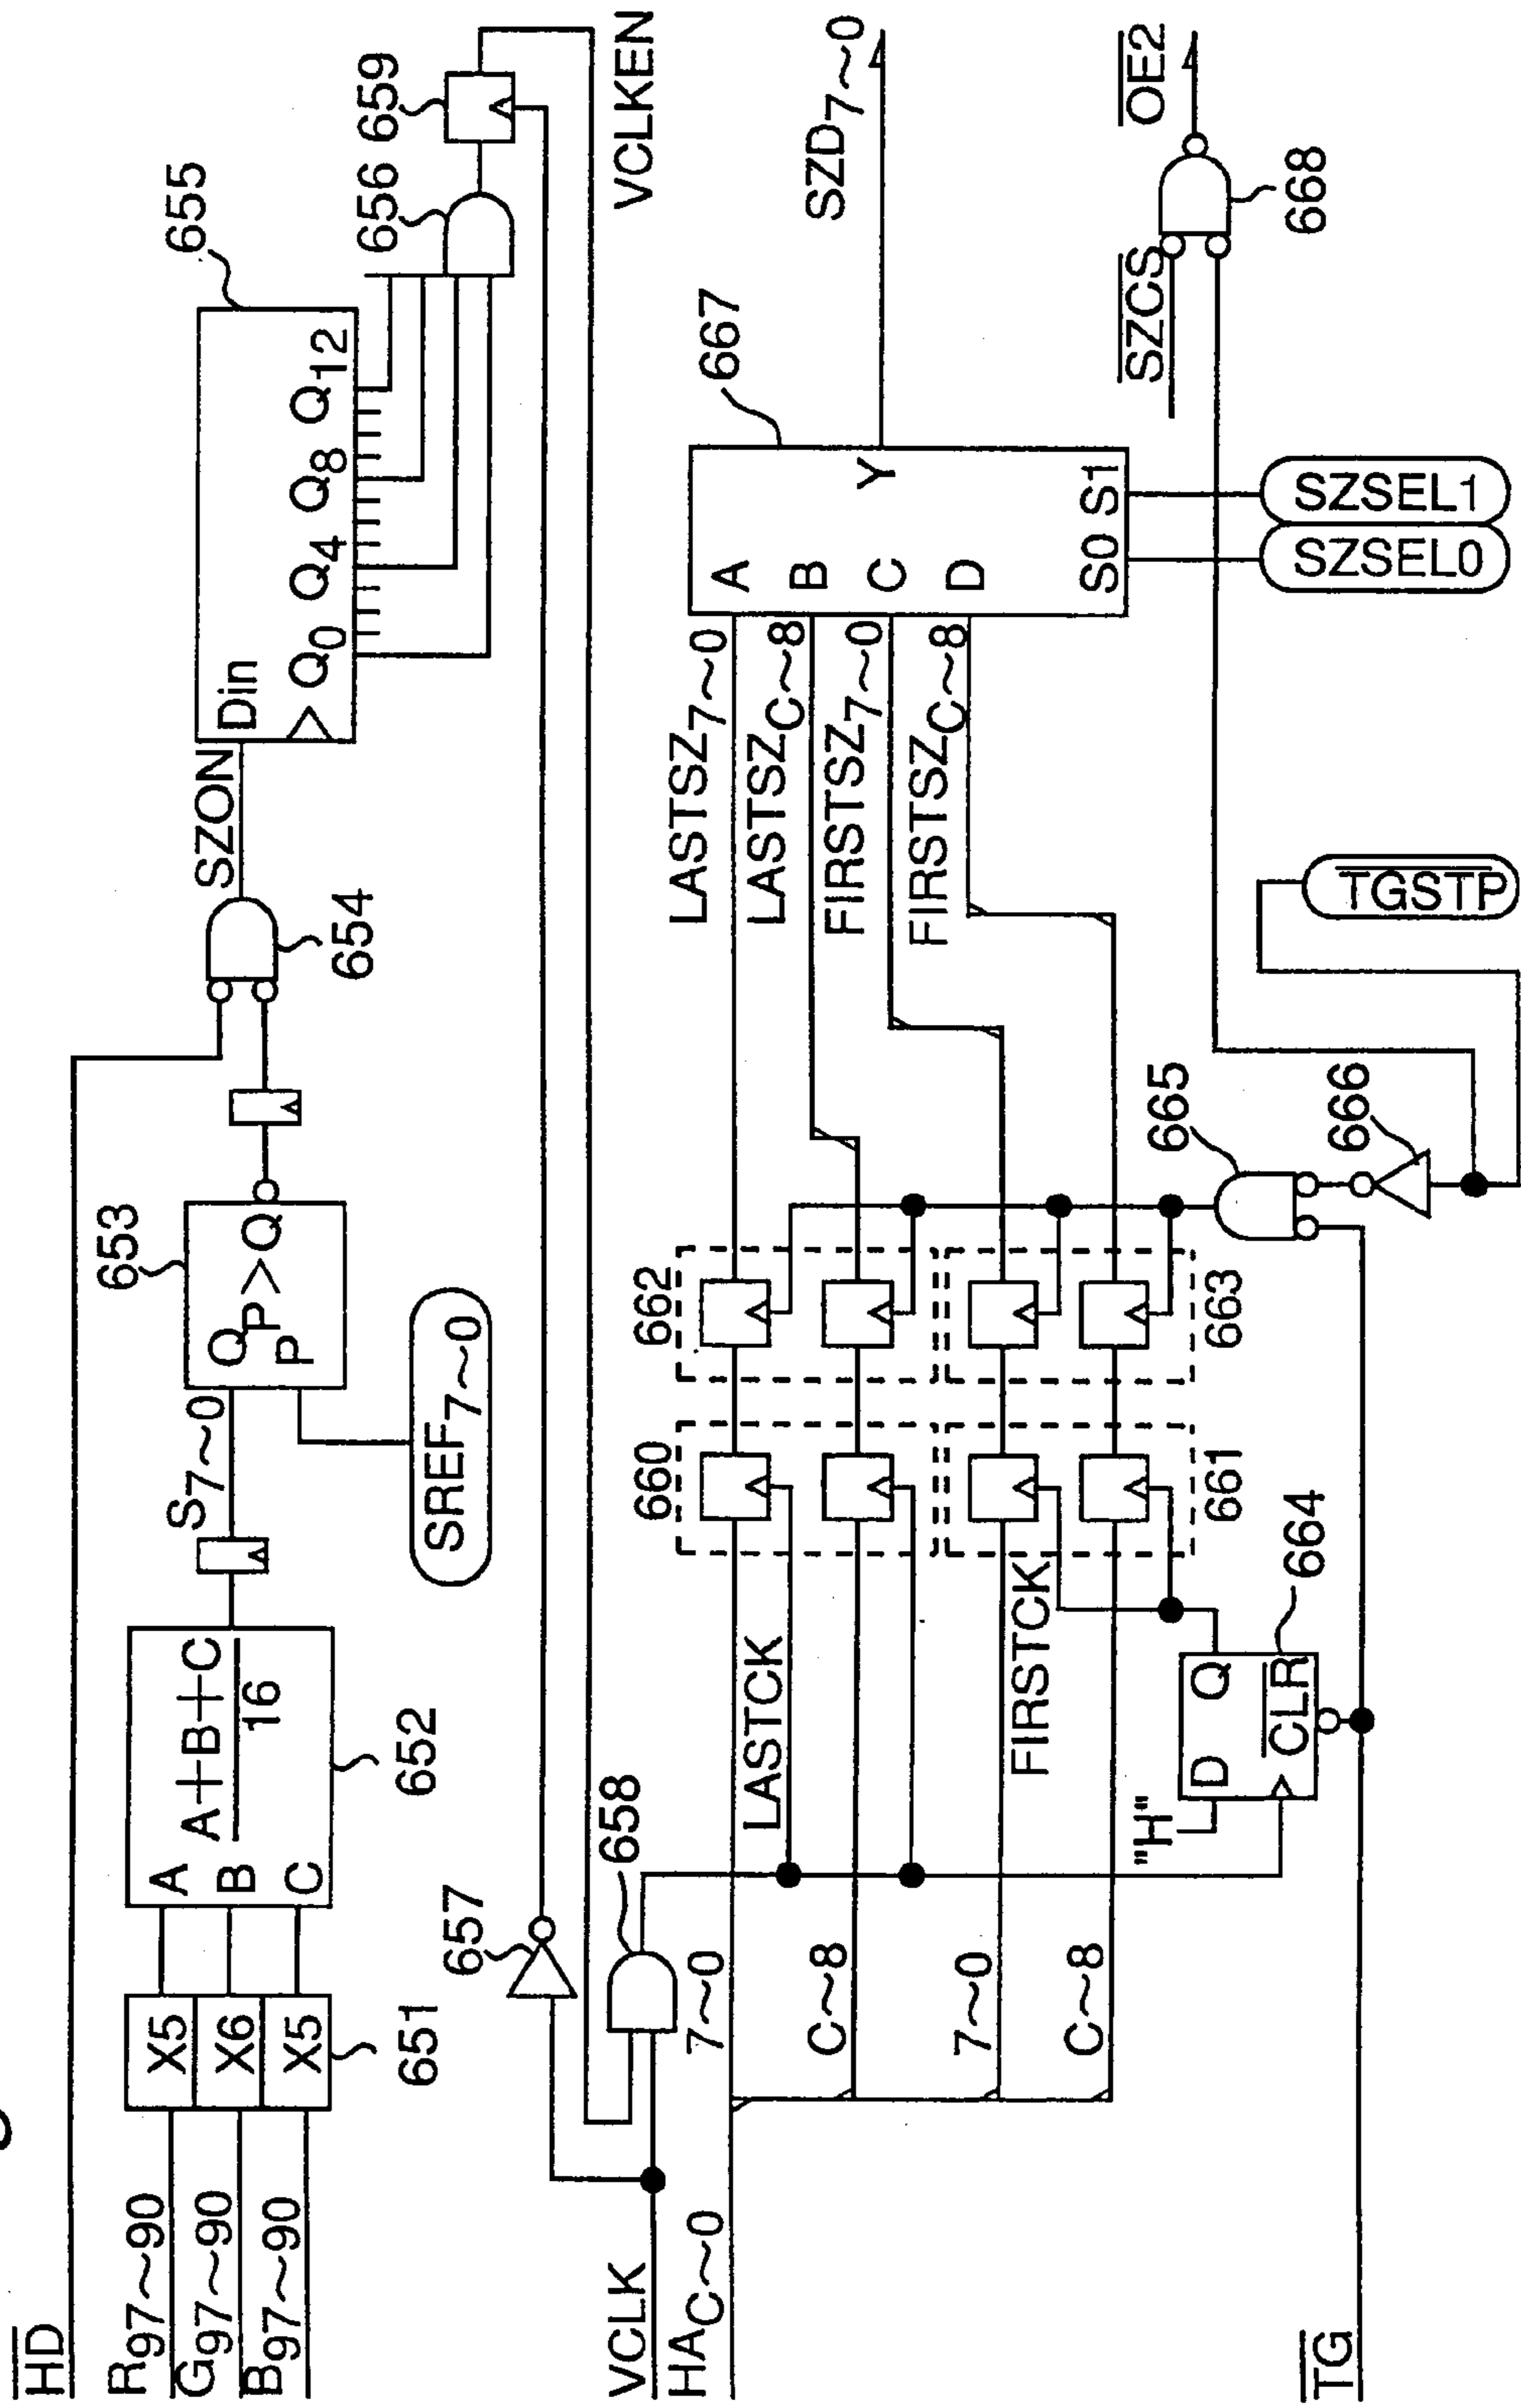 HD
R97~90
G97~90
B97~90
X5
X6
X5
651
A
B
C
A+B+C
16
652
S7~0
SREF7~0
653
Q
P
P>Q
654
SZON
655
Din
Q0
Q4
Q8
Q12
656
659
VCLKEN
657
658
VCLK
HAC~0
7~0
C~8
7~0
C~8
LASTCK
FIRSTCK
"H"
D
Q
CLR
664
660
661
662
663
665
666
TG
TGSTP
LASTSZ7~0
LASTSZC~8
FIRSTSZ7~0
FIRSTSZC~8
A
B
C
D
Y
S0
S1
667
SZSEL0
SZSEL1
SZD7~0
SZCS
668
OE2